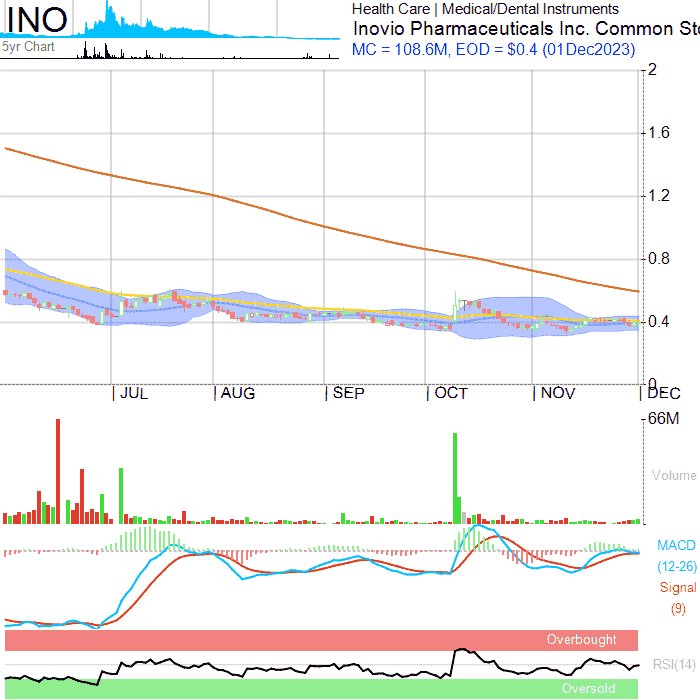 INO
5yr Chart
Health Care | Medical/Dental Instruments
Inovio Pharmaceuticals Inc. Common Sto
MC = 108.6M, EOD = $0.4 (01Dec2023)
2
1.6
1.2
0.8
0.4
0
JUL AUG SEP OCT NOV DEC
66M
Volume
MACD
(12-26)
Signal
(9)
Overbought
RSI(14)
Oversold